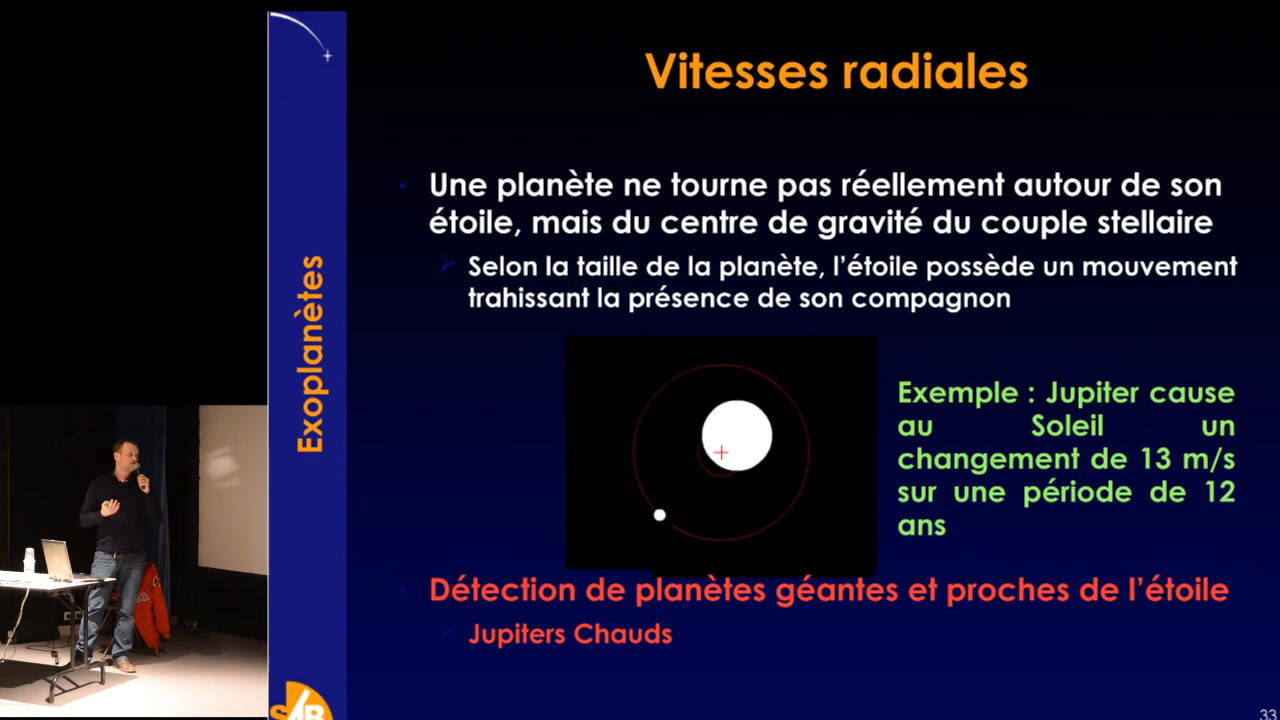 Vitesses radiales
Une planète ne tourne pas réellement autour de son
étoile, mais du centre de gravité du couple stellaire
Selon la taille de la planète, l'étoile possède un mouvement
trahissant la présence de son compagnon
Exoplanètes
Exemple : Jupiter cause
au Soleil un
changement de 13 m/s
sur une période de 12
ans
Détection de planètes géantes et proches de l'étoile
Jupiters Chauds
33